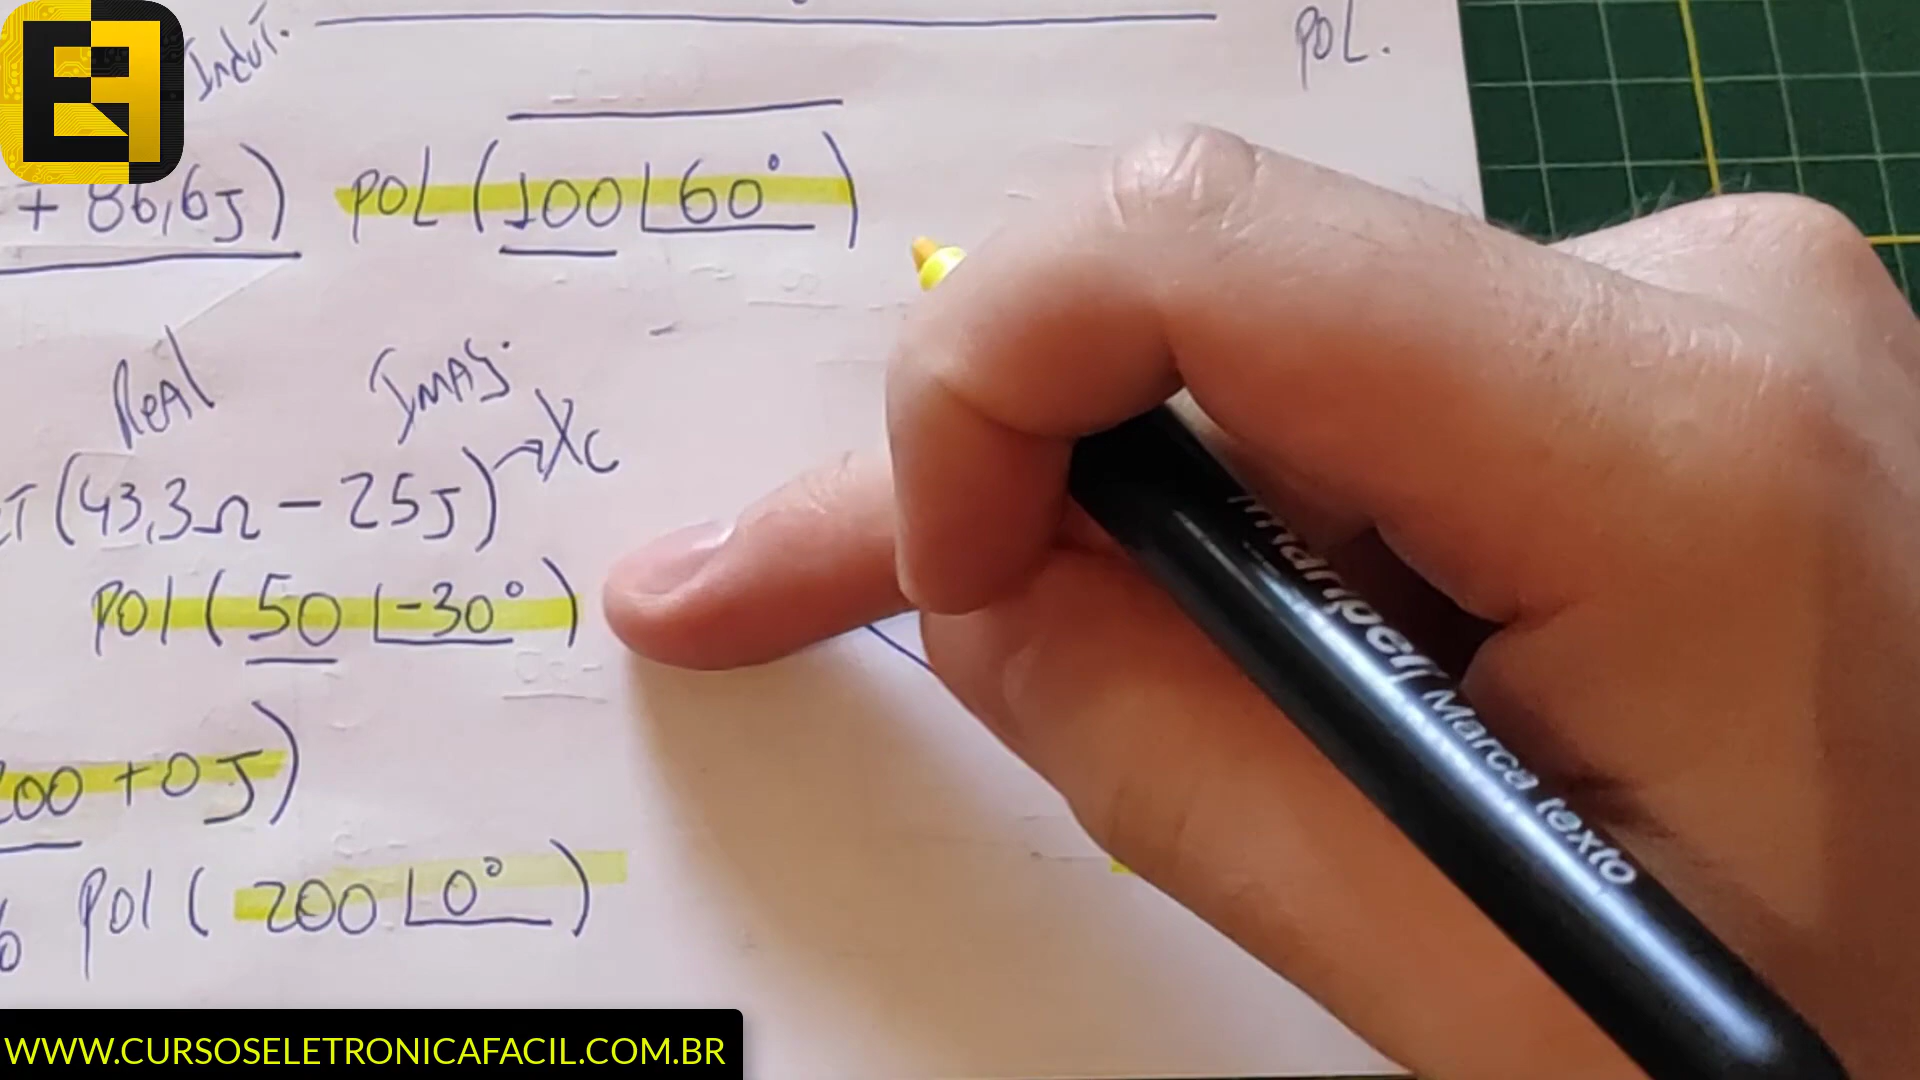 Indut.
POL.
+ 86,6J) POL (100∟60°)
Real IMAG.
(43,3Ω - 25J) → Xc
POl (50∟-30°)
200 + 0J)
Pol (200∟0°)
Marca texto
WWW.CURSOSELETRONICAFACIL.COM.BR